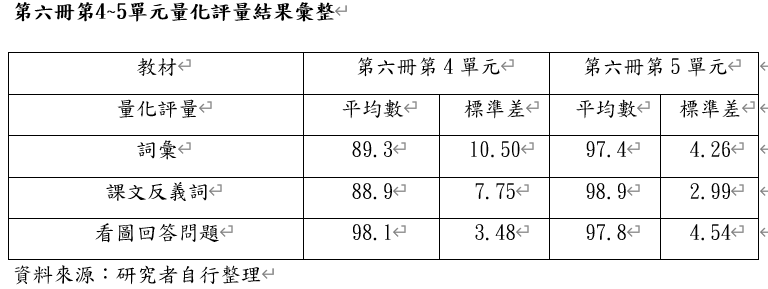 第六冊第4~5單元量化評量結果彙整
教材 第六冊第4單元 第六冊第5單元
量化評量 平均數 標準差 平均數 標準差
詞彙 89.3 10.50 97.4 4.26
課文反義詞 88.9 7.75 98.9 2.99
看圖回答問題 98.1 3.48 97.8 4.54
資料來源：研究者自行整理